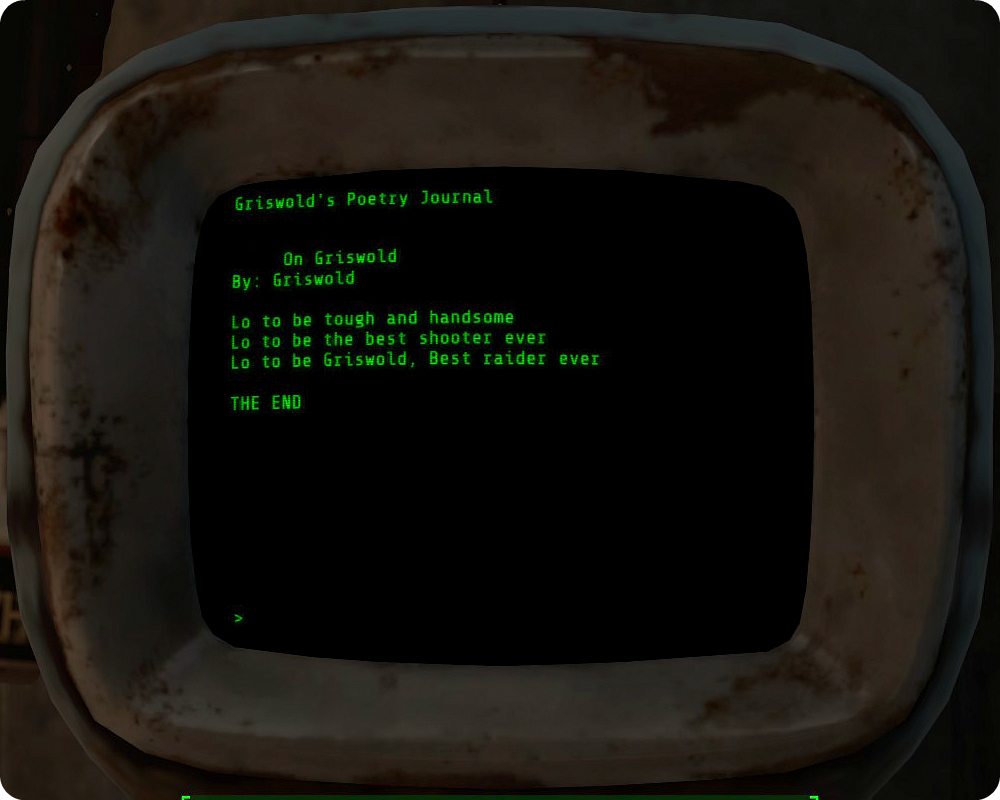 Griswold's Poetry Journal
On Griswold
By: Griswold
Lo to be tough and handsome
Lo to be the best shooter ever
Lo to be Griswold, Best raider ever
THE END
>